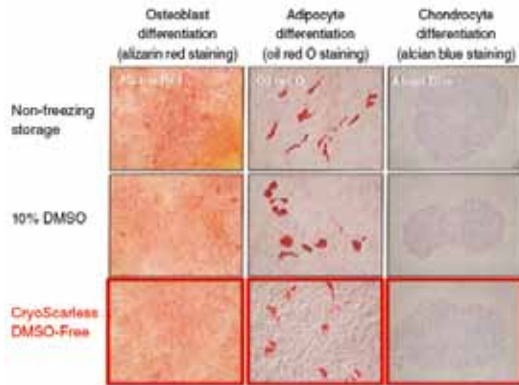 Osteoblast
differentiation
(alizarin red staining)
Adipocyte
differentiation
(oil red O staining)
Chondrocyte
differentiation
(alcian blue staining)
Non-freezing
storage
10% DMSO
CryoScarless
DMSO-Free